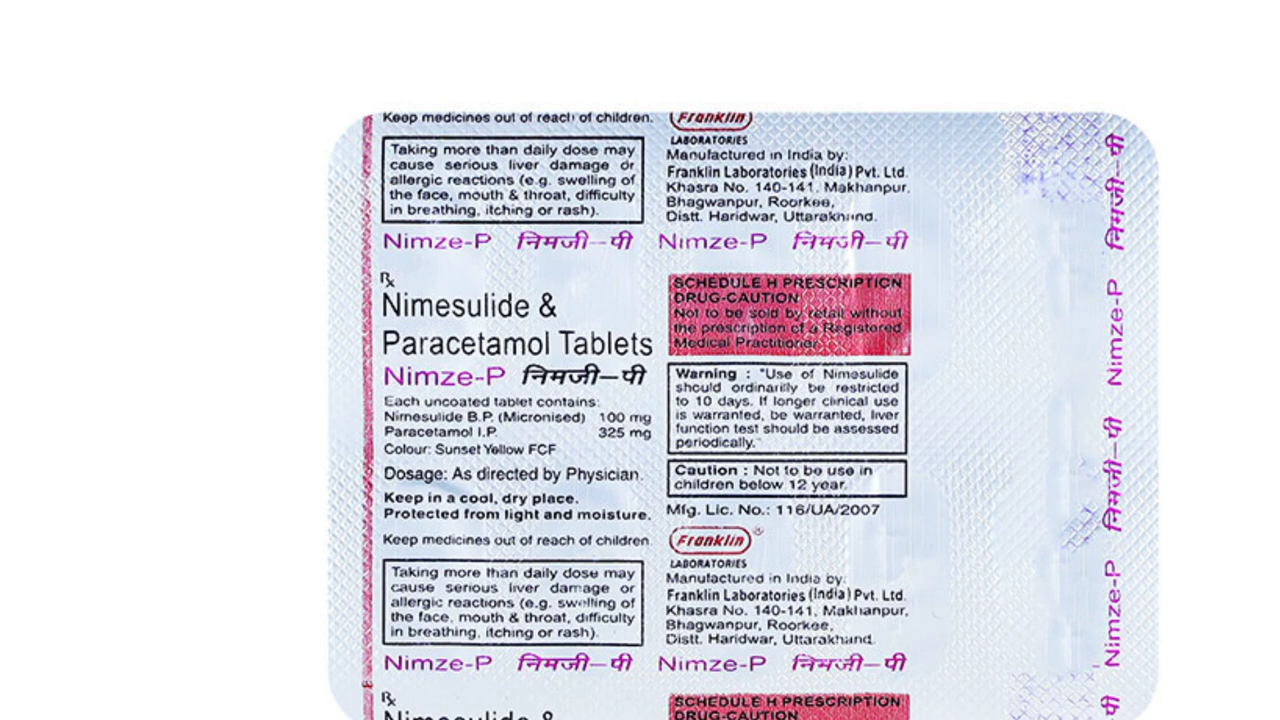 Keep medicines out of reach of children.
Taking more than daily dose may
cause serious liver damage or
allergic reactions (e.g. swelling of
the face, mouth & throat, difficulty
in breathing, itching or rash).
Franklin
LABORATORIES
Manufactured in India by:
Franklin Laboratories (India) Pvt. Ltd.
Khasra No. 140-141, Makhanpur,
Bhagwanpur, Roorkee,
Distt. Haridwar, Uttarakhand.
Nimze-P निमजी–पी Nimze-P निमजी–पी
Rx
Nimesulide &
Paracetamol Tablets
Nimze-P निमजी–पी
Each uncoated tablet contains:
Nimesulide B.P. (Micronised) 100 mg
Paracetamol I.P. 325 mg
Colour: Sunset Yellow FCF
Dosage: As directed by Physician.
Keep in a cool, dry place.
Protected from light and moisture.
Keep medicines out of reach of children.
Taking more than daily dose may
cause serious liver damage or
allergic reactions (e.g. swelling of
the face, mouth & throat, difficulty
in breathing, itching or rash).
SCHEDULE H PRESCRIPTION
DRUG-CAUTION
Not to be sold by retail without
the prescription of a Registered
Medical Practitioner.
Warning : "Use of Nimesulide
should ordinarilly be restricted
to 10 days. If longer clinical use
is warranted, be warranted, liver
function test should be assessed
periodically."
Caution : Not to be use in
children below 12 year.
Mfg. Lic. No.: 116/UA/2007
Franklin®
LABORATORIES
Manufactured in India by:
Franklin Laboratories (India) Pvt. Ltd.
Khasra No. 140-141, Makhanpur,
Bhagwanpur, Roorkee,
Distt. Haridwar, Uttarakhand.
Nimze-P निमजी–पी Nimze-P निमजी–पी
Rx
Nimesulide &
SCHEDULE H PRESCRIPTION
DRUG-CAUTION
पी Nimze-P निमजी–पी Nimze-P निमजी–पी